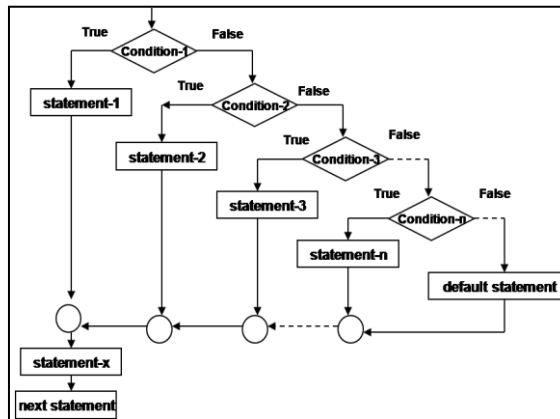 True
False
Condition-1
statement-1
True
False
Condition-2
statement-2
True
False
Condition-3
statement-3
True
False
Condition-n
statement-n
default statement
statement-x
next statement